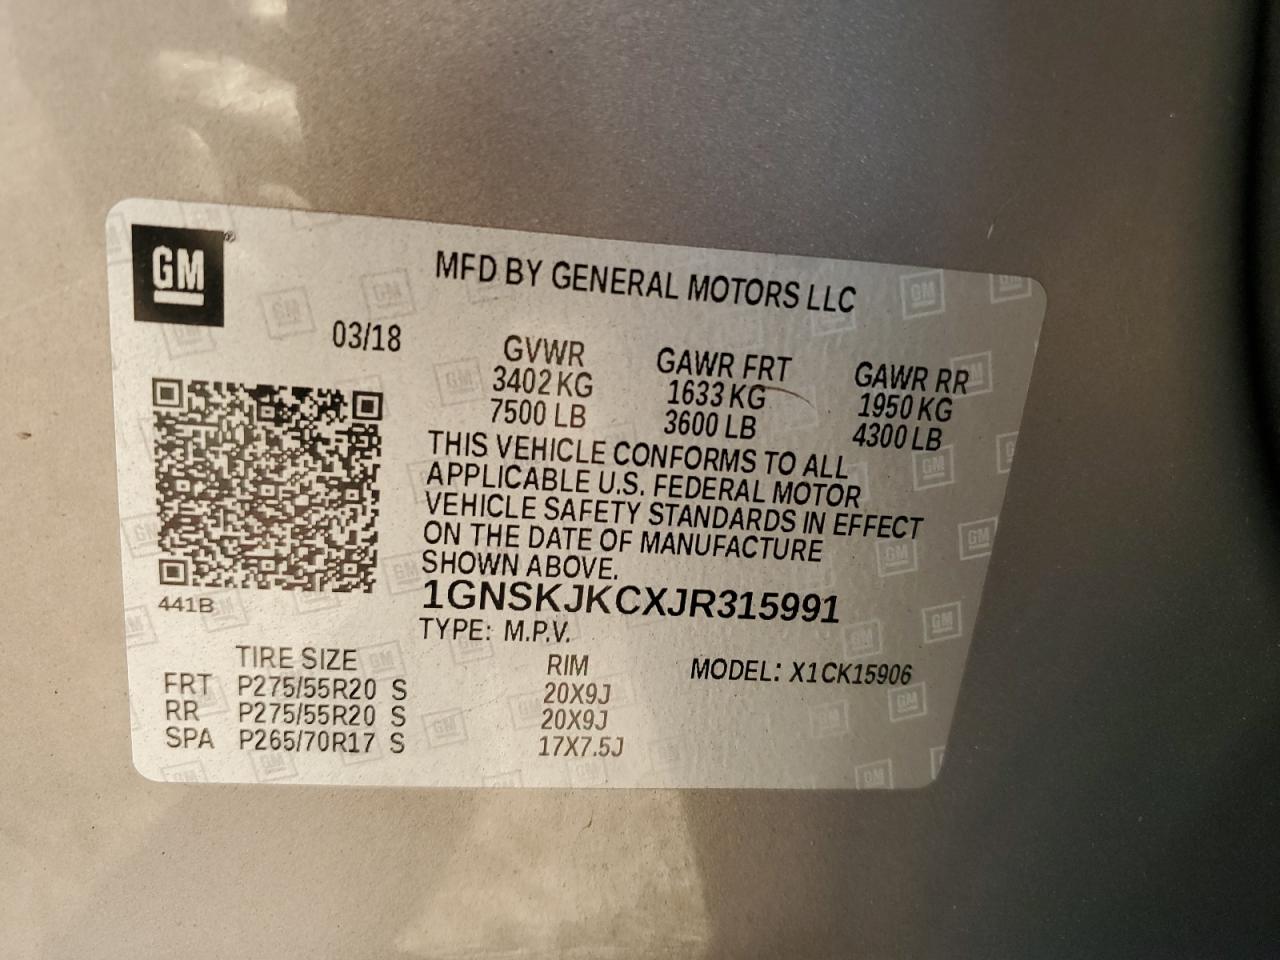 GM
MFD BY GENERAL MOTORS LLC
03/18
GVWR GAWR FRT GAWR RR
3402 KG 1633 KG 1950 KG
7500 LB 3600 LB 4300 LB
THIS VEHICLE CONFORMS TO ALL
APPLICABLE U.S. FEDERAL MOTOR
VEHICLE SAFETY STANDARDS IN EFFECT
ON THE DATE OF MANUFACTURE
SHOWN ABOVE.
441B
1GNSKJKCXJR315991
TYPE: M.P.V.
MODEL: X1CK15906
TIRE SIZE RIM
FRT P275/55R20 S 20X9J
RR P275/55R20 S 20X9J
SPA P265/70R17 S 17X7.5J